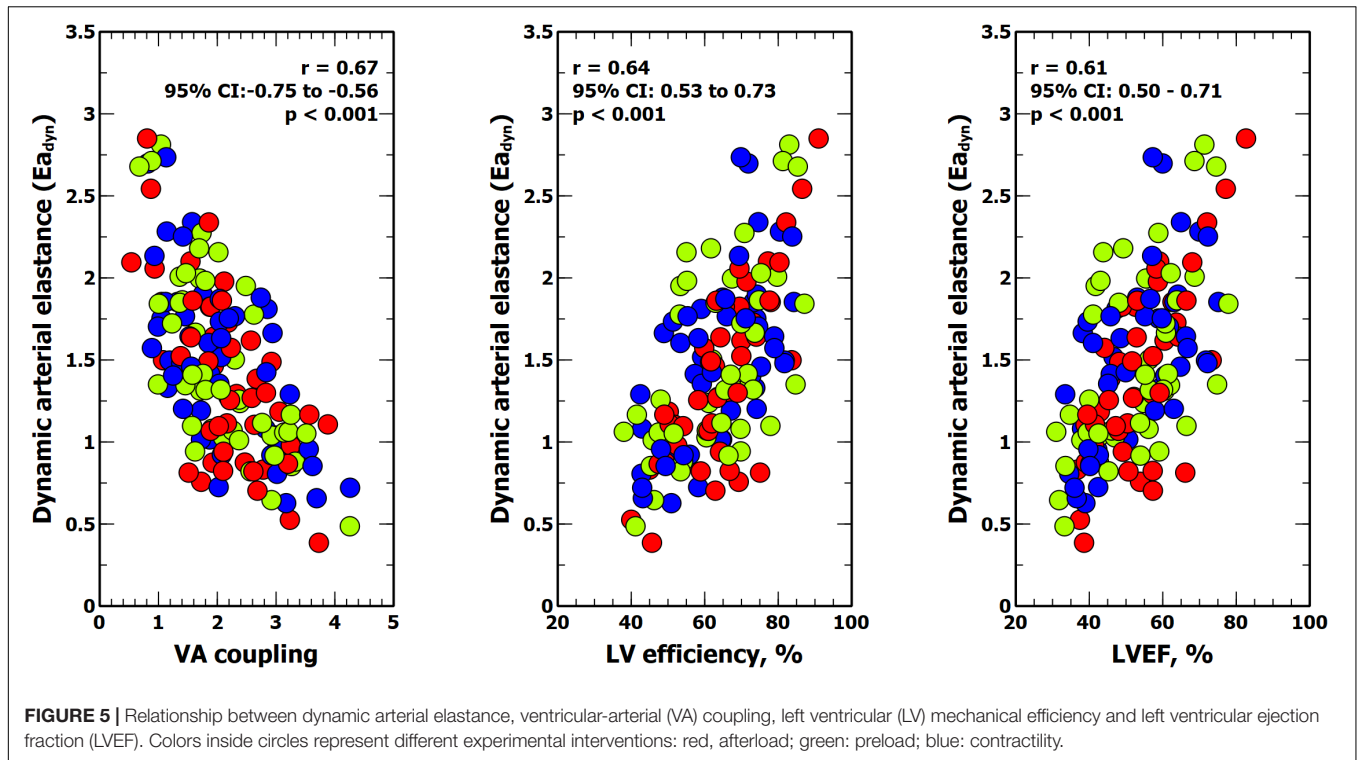 3.5
3
2.5
2
1.5
1
0.5
0
Dynamic arterial elastance (Ea_dyn)
r = 0.67
95% CI:-0.75 to -0.56
p < 0.001
0 1 2 3 4 5
VA coupling
3.5
3
2.5
2
1.5
1
0.5
0
Dynamic arterial elastance (Ea_dyn)
r = 0.64
95% CI: 0.53 to 0.73
p < 0.001
20 40 60 80 100
LV efficiency, %
3.5
3
2.5
2
1.5
1
0.5
0
Dynamic arterial elastance (Ea_dyn)
r = 0.61
95% CI: 0.50 - 0.71
p < 0.001
20 40 60 80 100
LVEF, %
FIGURE 5 | Relationship between dynamic arterial elastance, ventricular-arterial (VA) coupling, left ventricular (LV) mechanical efficiency and left ventricular ejection
fraction (LVEF). Colors inside circles represent different experimental interventions: red, afterload; green: preload; blue: contractility.